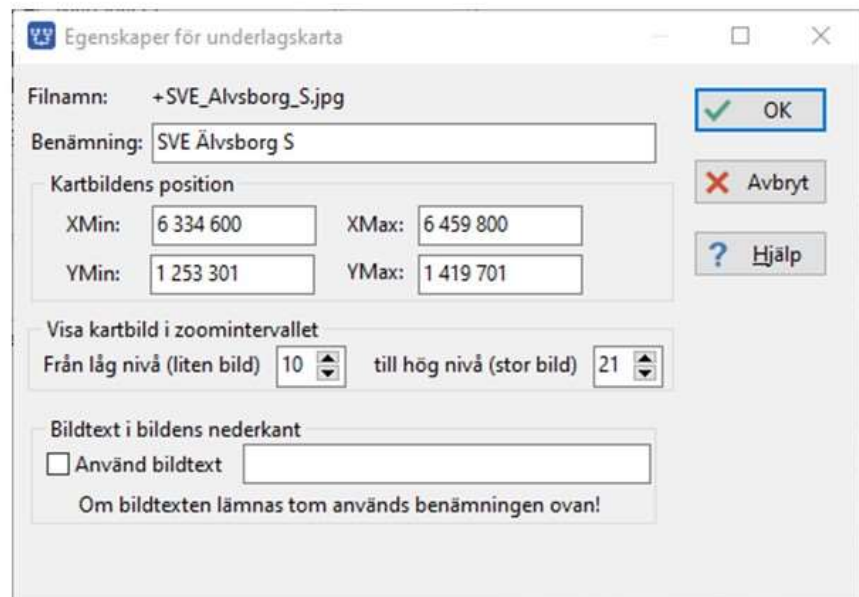 Egenskaper för underlagskarta
Filnamn: +SVE_Alvsborg_S.jpg
OK
Benämning: SVE Älvsborg S
Avbryt
Kartbildens position
XMin: 6 334 600 XMax: 6 459 800
Hjälp
YMin: 1 253 301 YMax: 1 419 701
Visa kartbild i zoomintervallet
Från låg nivå (liten bild) 10 till hög nivå (stor bild) 21
Bildtext i bildens nederkant
Använd bildtext
Om bildtexten lämnas tom används benämningen ovan!